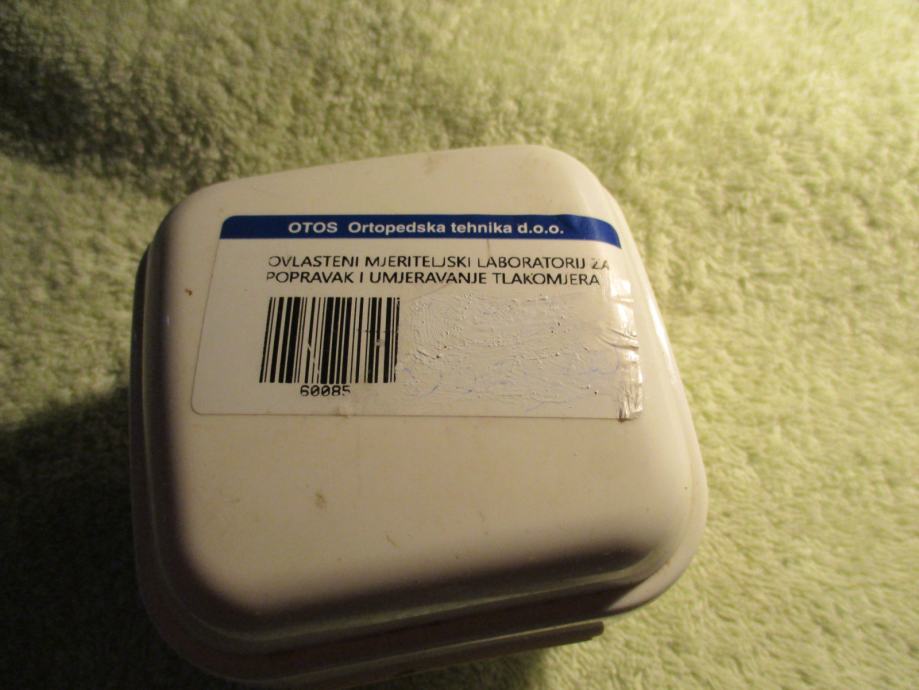 OTOS Ortopedska tehnika d.o.o.
OVLASTENI MJERITELJSKI LABORATORIJ ZA
POPRAVAK I UMJERAVANJE TLAKOMJERA
60085